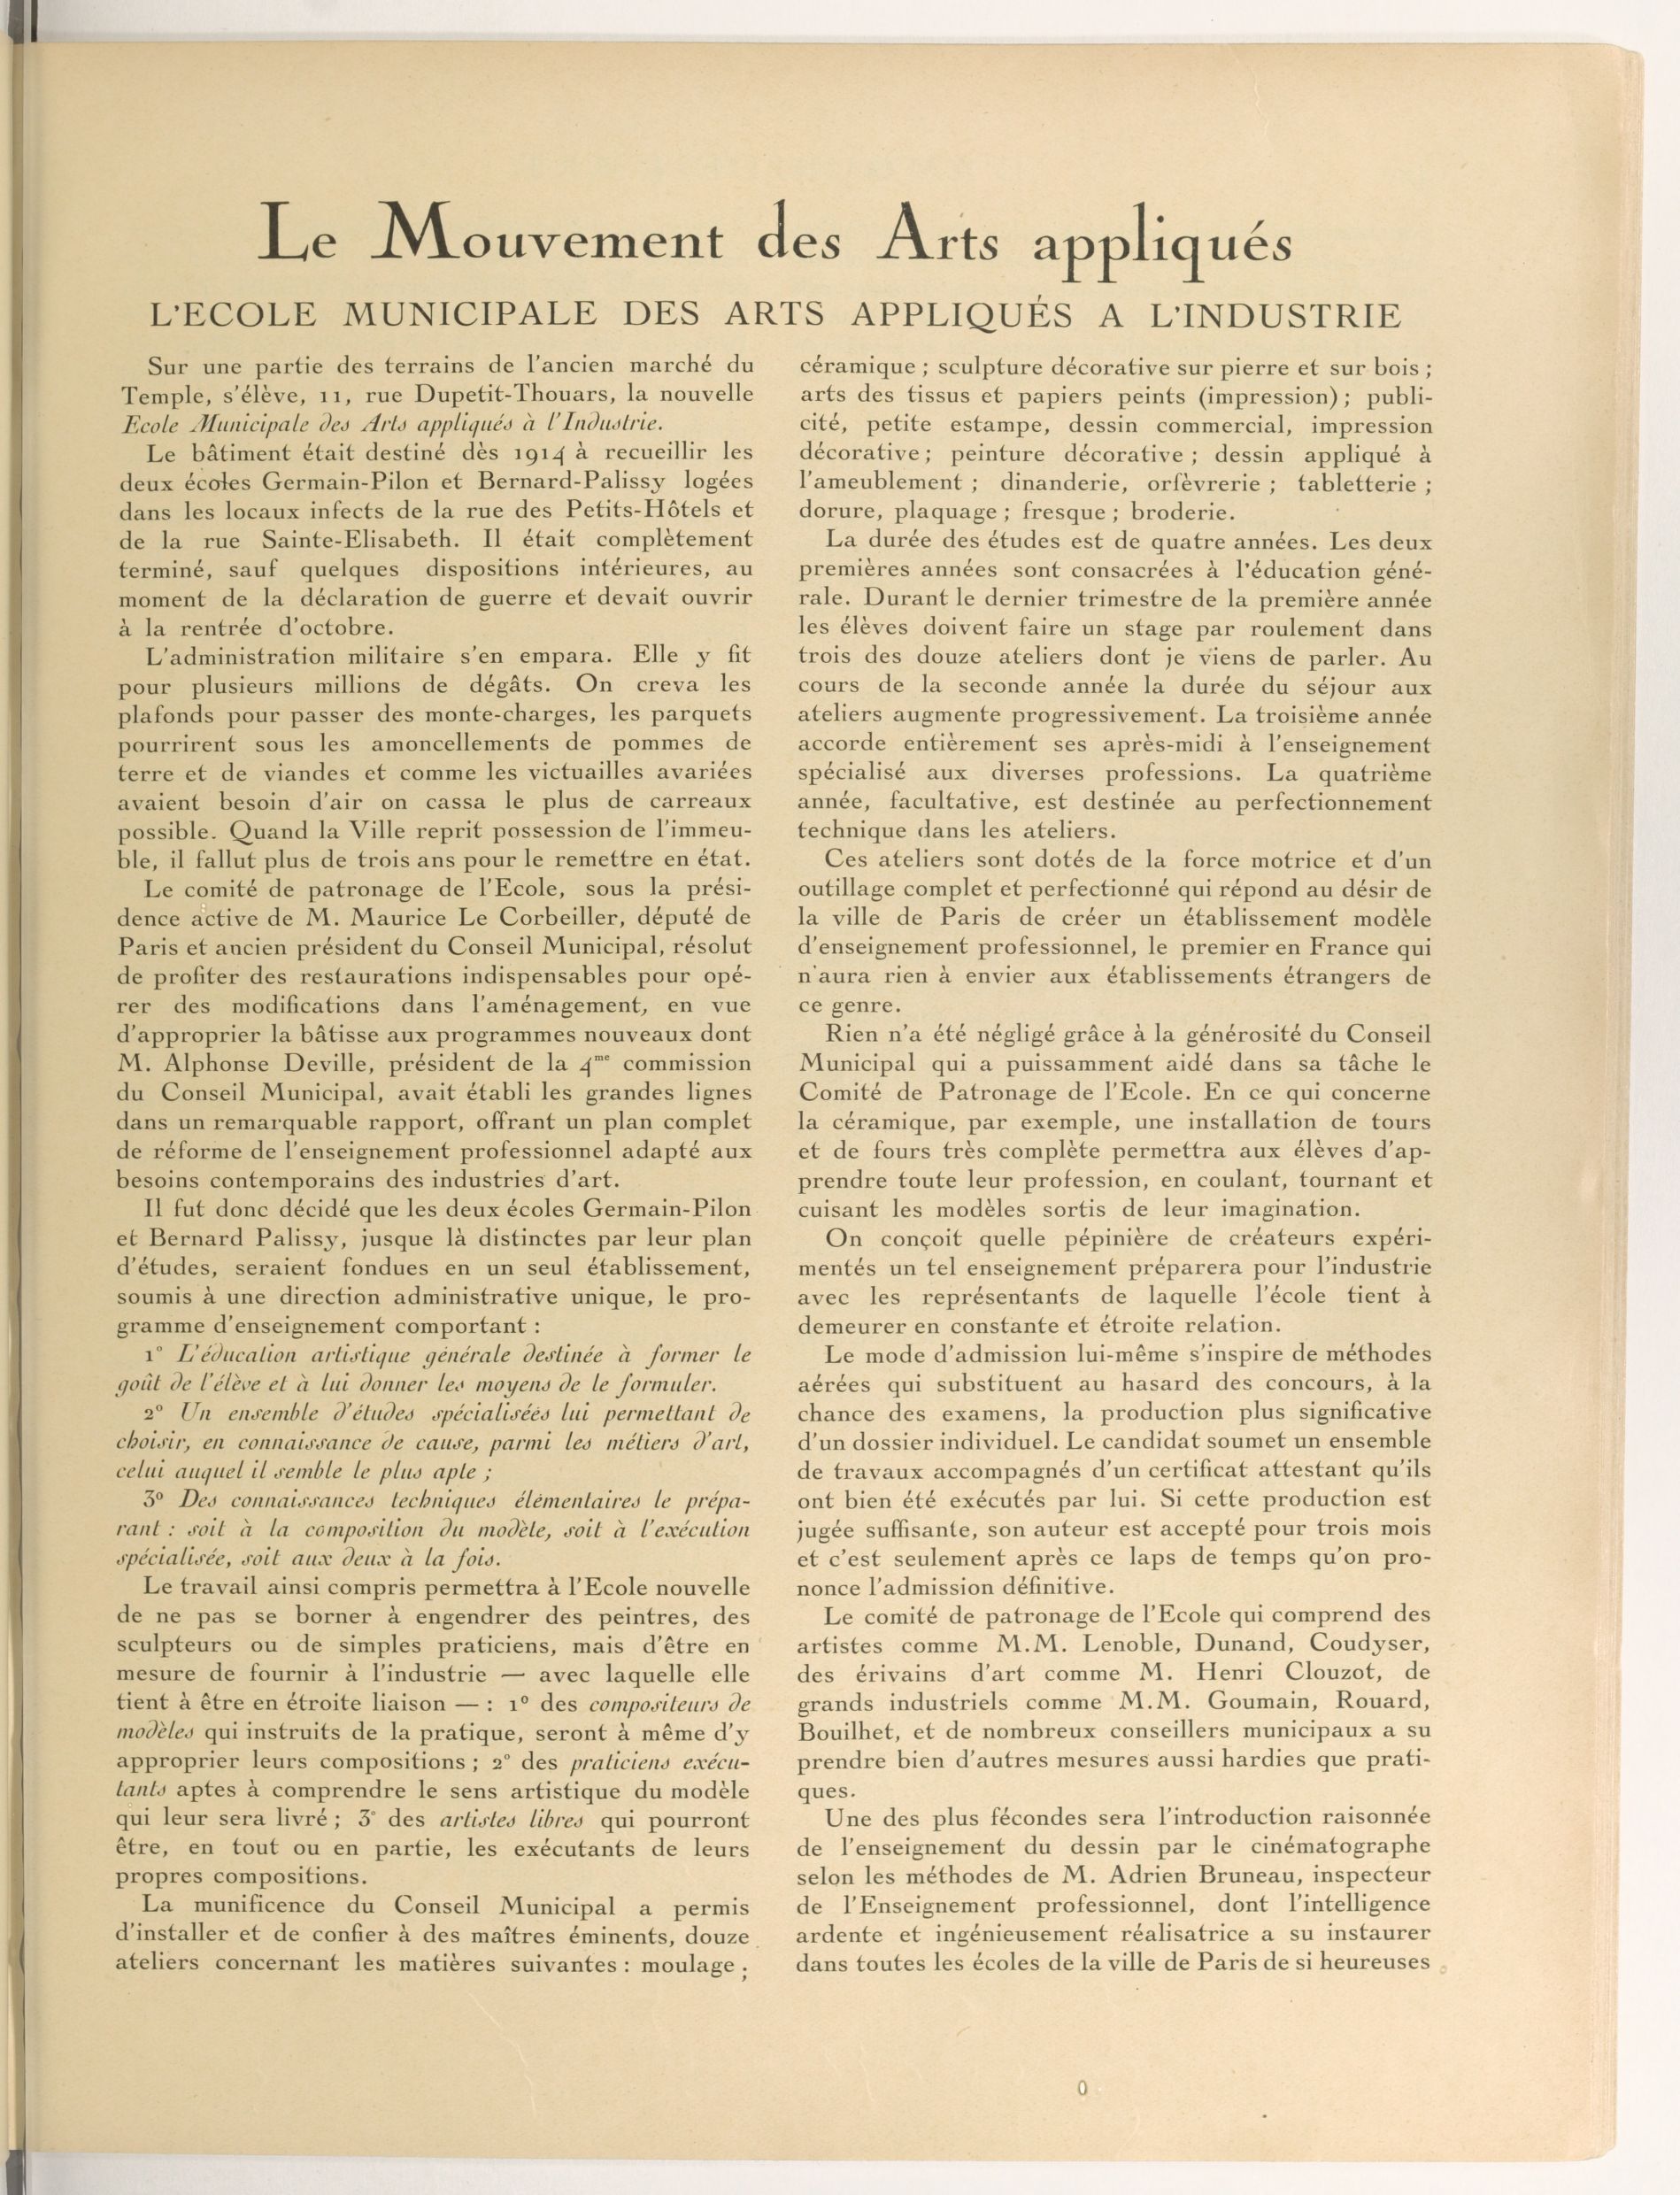 Le Mouvement des Arts appliqués
L'ECOLE MUNICIPALE DES ARTS APPLIQUÉS A L'INDUSTRIE
Sur une partie des terrains de l'ancien marché du
Temple, s'élève, 11, rue Dupetit-Thouars, la nouvelle
Ecole Municipale des Arts appliqués à l'Industrie.
Le bâtiment était destiné dès 1914 à recueillir les
deux écoles Germain-Pilon et Bernard-Palissy logées
dans les locaux infects de la rue des Petits-Hôtels et
de la rue Sainte-Elisabeth. Il était complètement
terminé, sauf quelques dispositions intérieures, au
moment de la déclaration de guerre et devait ouvrir
à la rentrée d'octobre.
L'administration militaire s'en empara. Elle y fit
pour plusieurs millions de dégâts. On creva les
plafonds pour passer des monte-charges, les parquets
pourrirent sous les amoncellements de pommes de
terre et de viandes et comme les victuailles avariées
avaient besoin d'air on cassa le plus de carreaux
possible. Quand la Ville reprit possession de l'immeu-
ble, il fallut plus de trois ans pour le remettre en état.
Le comité de patronage de l'Ecole, sous la prési-
dence active de M. Maurice Le Corbeiller, député de
Paris et ancien président du Conseil Municipal, résolut
de profiter des restaurations indispensables pour opé-
rer des modifications dans l'aménagement, en vue
d'approprier la bâtisse aux programmes nouveaux dont
M. Alphonse Deville, président de la 4me commission
du Conseil Municipal, avait établi les grandes lignes
dans un remarquable rapport, offrant un plan complet
de réforme de l'enseignement professionnel adapté aux
besoins contemporains des industries d'art.
Il fut donc décidé que les deux écoles Germain-Pilon
et Bernard Palissy, jusque là distinctes par leur plan
d'études, seraient fondues en un seul établissement,
soumis à une direction administrative unique, le pro-
gramme d'enseignement comportant :
1° L'éducation artistique générale destinée à former le
goût de l'élève et à lui donner les moyens de le formuler.
2° Un ensemble d'études spécialisées lui permettant de
choisir, en connaissance de cause, parmi les métiers d'art,
celui auquel il semble le plus apte ;
3° Des connaissances techniques élémentaires le prépa-
rant : soit à la composition du modèle, soit à l'exécution
spécialisée, soit aux deux à la fois.
Le travail ainsi compris permettra à l'Ecole nouvelle
de ne pas se borner à engendrer des peintres, des
sculpteurs ou de simples praticiens, mais d'être en
mesure de fournir à l'industrie — avec laquelle elle
tient à être en étroite liaison — : 1° des compositeurs de
modèles qui instruits de la pratique, seront à même d'y
approprier leurs compositions ; 2° des praticiens exécu-
tants aptes à comprendre le sens artistique du modèle
qui leur sera livré ; 3° des artistes libres qui pourront
être, en tout ou en partie, les exécutants de leurs
propres compositions.
La munificence du Conseil Municipal a permis
d'installer et de confier à des maîtres éminents, douze
ateliers concernant les matières suivantes : moulage ;
céramique ; sculpture décorative sur pierre et sur bois ;
arts des tissus et papiers peints (impression) ; publi-
cité, petite estampe, dessin commercial, impression
décorative ; peinture décorative ; dessin appliqué à
l'ameublement ; dinanderie, orfèvrerie ; tabletterie ;
dorure, plaquage ; fresque ; broderie.
La durée des études est de quatre années. Les deux
premières années sont consacrées à l'éducation géné-
rale. Durant le dernier trimestre de la première année
les élèves doivent faire un stage par roulement dans
trois des douze ateliers dont je viens de parler. Au
cours de la seconde année la durée du séjour aux
ateliers augmente progressivement. La troisième année
accorde entièrement ses après-midi à l'enseignement
spécialisé aux diverses professions. La quatrième
année, facultative, est destinée au perfectionnement
technique dans les ateliers.
Ces ateliers sont dotés de la force motrice et d'un
outillage complet et perfectionné qui répond au désir de
la ville de Paris de créer un établissement modèle
d'enseignement professionnel, le premier en France qui
n'aura rien à envier aux établissements étrangers de
ce genre.
Rien n'a été négligé grâce à la générosité du Conseil
Municipal qui a puissamment aidé dans sa tâche le
Comité de Patronage de l'Ecole. En ce qui concerne
la céramique, par exemple, une installation de tours
et de fours très complète permettra aux élèves d'ap-
prendre toute leur profession, en coulant, tournant et
cuisant les modèles sortis de leur imagination.
On conçoit quelle pépinière de créateurs expéri-
mentés un tel enseignement préparera pour l'industrie
avec les représentants de laquelle l'école tient à
demeurer en constante et étroite relation.
Le mode d'admission lui-même s'inspire de méthodes
aérées qui substituent au hasard des concours, à la
chance des examens, la production plus significative
d'un dossier individuel. Le candidat soumet un ensemble
de travaux accompagnés d'un certificat attestant qu'ils
ont bien été exécutés par lui. Si cette production est
jugée suffisante, son auteur est accepté pour trois mois
et c'est seulement après ce laps de temps qu'on pro-
nonce l'admission définitive.
Le comité de patronage de l'Ecole qui comprend des
artistes comme M.M. Lenoble, Dunand, Coudyser,
des érivains d'art comme M. Henri Clouzot, de
grands industriels comme M.M. Goumain, Rouard,
Bouilhet, et de nombreux conseillers municipaux a su
prendre bien d'autres mesures aussi hardies que prati-
ques.
Une des plus fécondes sera l'introduction raisonnée
de l'enseignement du dessin par le cinématographe
selon les méthodes de M. Adrien Bruneau, inspecteur
de l'Enseignement professionnel, dont l'intelligence
ardente et ingénieusement réalisatrice a su instaurer
dans toutes les écoles de la ville de Paris de si heureuses
0